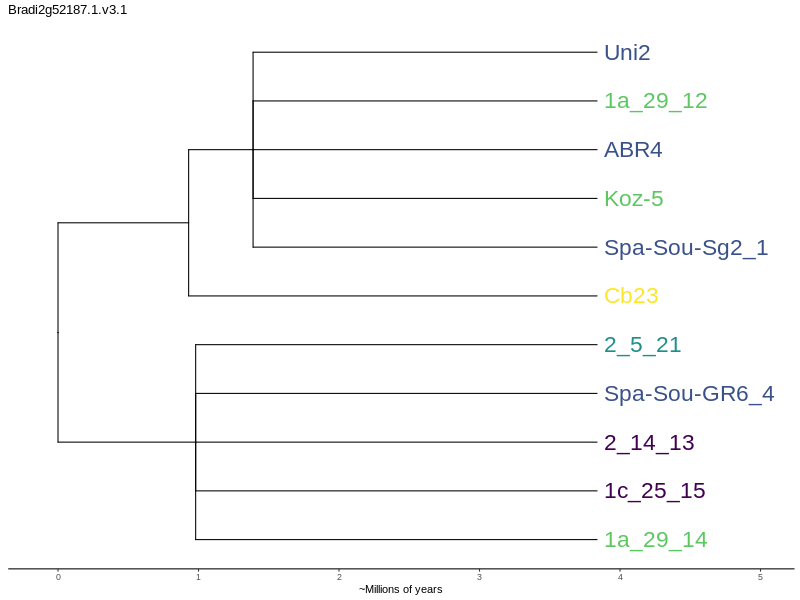 Bradi2g52187.1.v3.1
Uni2
1a_29_12
ABR4
Koz-5
Spa-Sou-Sg2_1
Cb23
2_5_21
Spa-Sou-GR6_4
2_14_13
1c_25_15
1a_29_14
0 1 2 3 4 5
~Millions of years